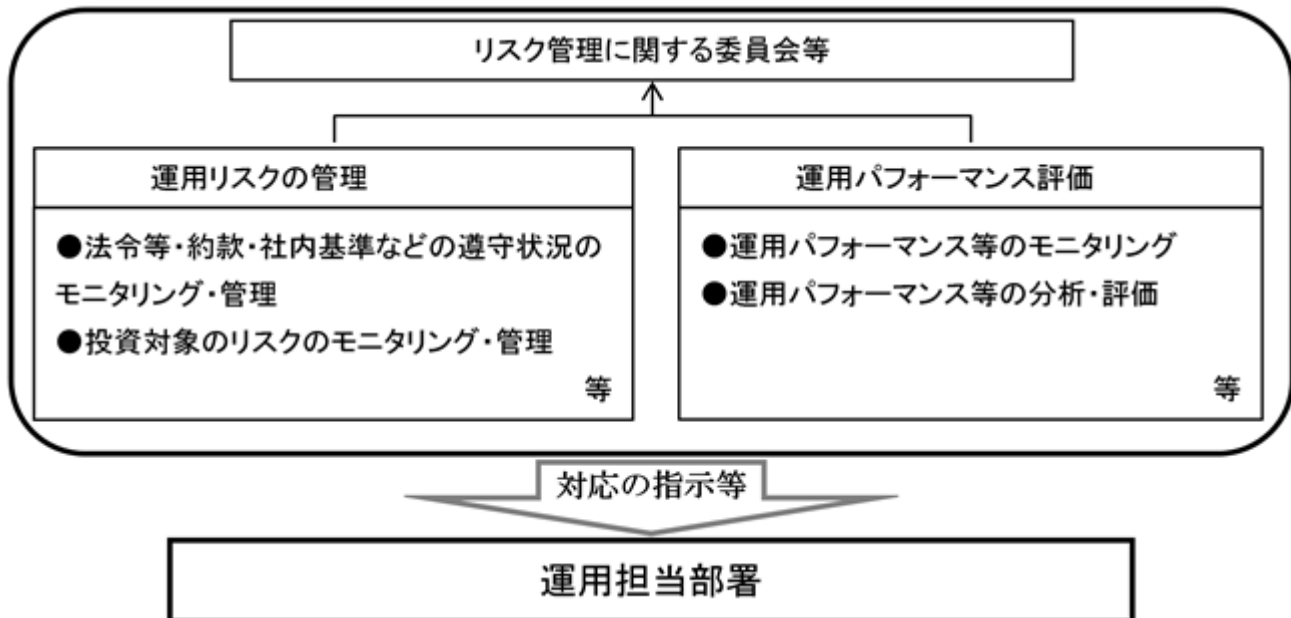 リスク管理に関する委員会等
運用リスクの管理
●法令等・約款・社内基準などの遵守状況の
モニタリング・管理
●投資対象のリスクのモニタリング・管理
等
運用パフォーマンス評価
●運用パフォーマンス等のモニタリング
●運用パフォーマンス等の分析・評価
等
対応の指示等
運用担当部署